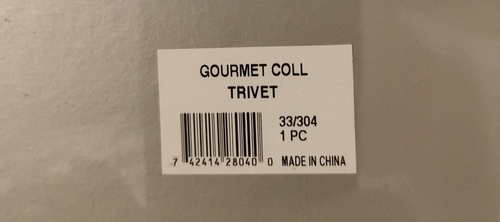 GOURMET COLL
TRIVET
33/304
1 PC
7 42414 28040 0 MADE IN CHINA